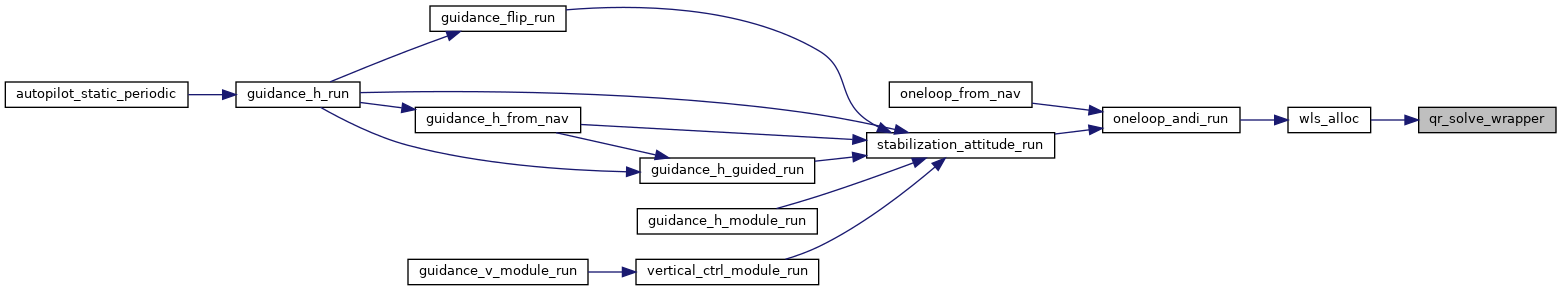 guidance_flip_run
autopilot_static_periodic
guidance_h_run
oneloop_from_nav
guidance_h_from_nav
oneloop_andi_run
wls_alloc
qr_solve_wrapper
stabilization_attitude_run
guidance_h_guided_run
guidance_h_module_run
guidance_v_module_run
vertical_ctrl_module_run